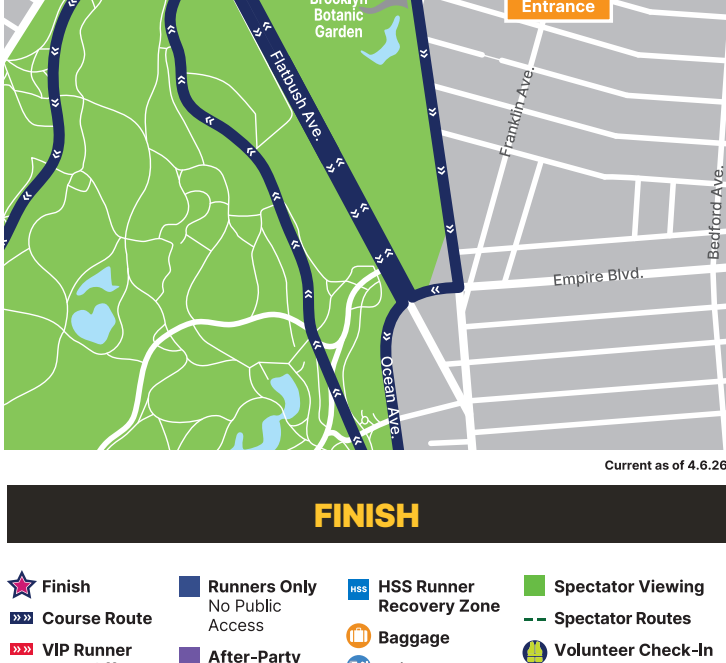 Brooklyn
Botanic
Garden
Entrance
Flatbush Ave.
Franklin Ave.
Bedford Ave.
Empire Blvd.
Ocean Ave.
Current as of 4.6.26
FINISH
Finish
Course Route
VIP Runner
Runners Only
No Public
Access
After-Party
HSS
HSS Runner
Recovery Zone
Baggage
Spectator Viewing
Spectator Routes
Volunteer Check-In